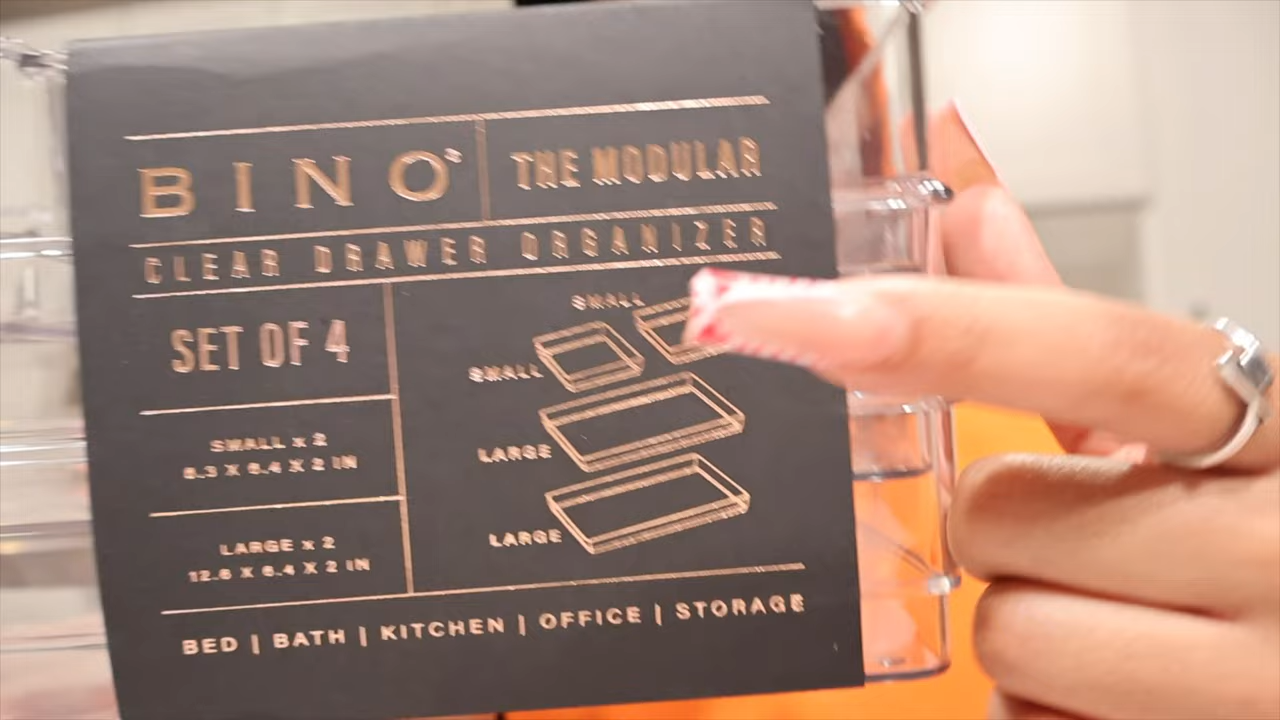 BINO®
THE MODULAR
CLEAR DRAWER ORGANIZER
SET OF 4
SMALL x 2
6.3 X 6.4 X 2 IN
LARGE x 2
12.6 X 6.4 X 2 IN
SMALL
SMALL
LARGE
LARGE
BED | BATH | KITCHEN | OFFICE | STORAGE